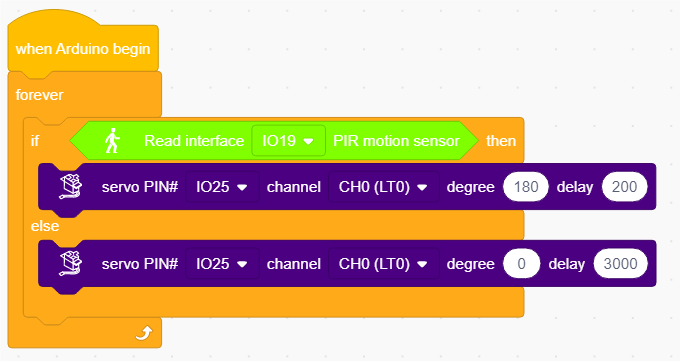 when Arduino begin
forever
if Read interface IO19 PIR motion sensor then
servo PIN# IO25 channel CH0 (LT0) degree 180 delay 200
else
servo PIN# IO25 channel CH0 (LT0) degree 0 delay 3000